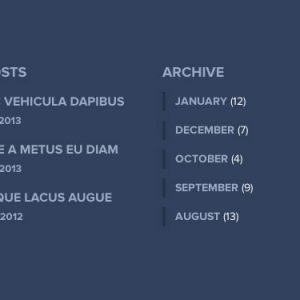 STS
VEHICULA DAPIBUS
2013
E A METUS EU DIAM
2013
QUE LACUS AUGUE
2012
ARCHIVE
JANUARY (12)
DECEMBER (7)
OCTOBER (4)
SEPTEMBER (9)
AUGUST (13)